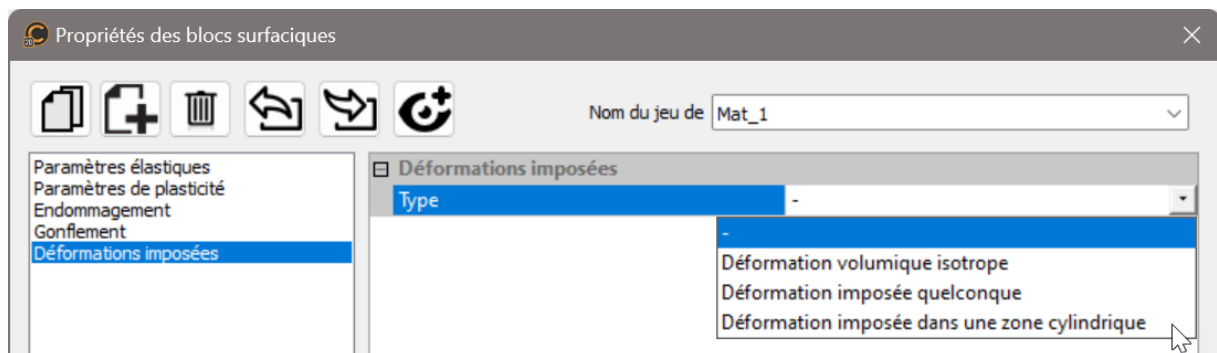 Propriétés des blocs surfaciques
Nom du jeu de Mat_1
Paramètres élastiques
Paramètres de plasticité
Endommagement
Gonflement
Déformations imposées
Déformations imposées
Type -
-
Déformation volumique isotrope
Déformation imposée quelconque
Déformation imposée dans une zone cylindrique